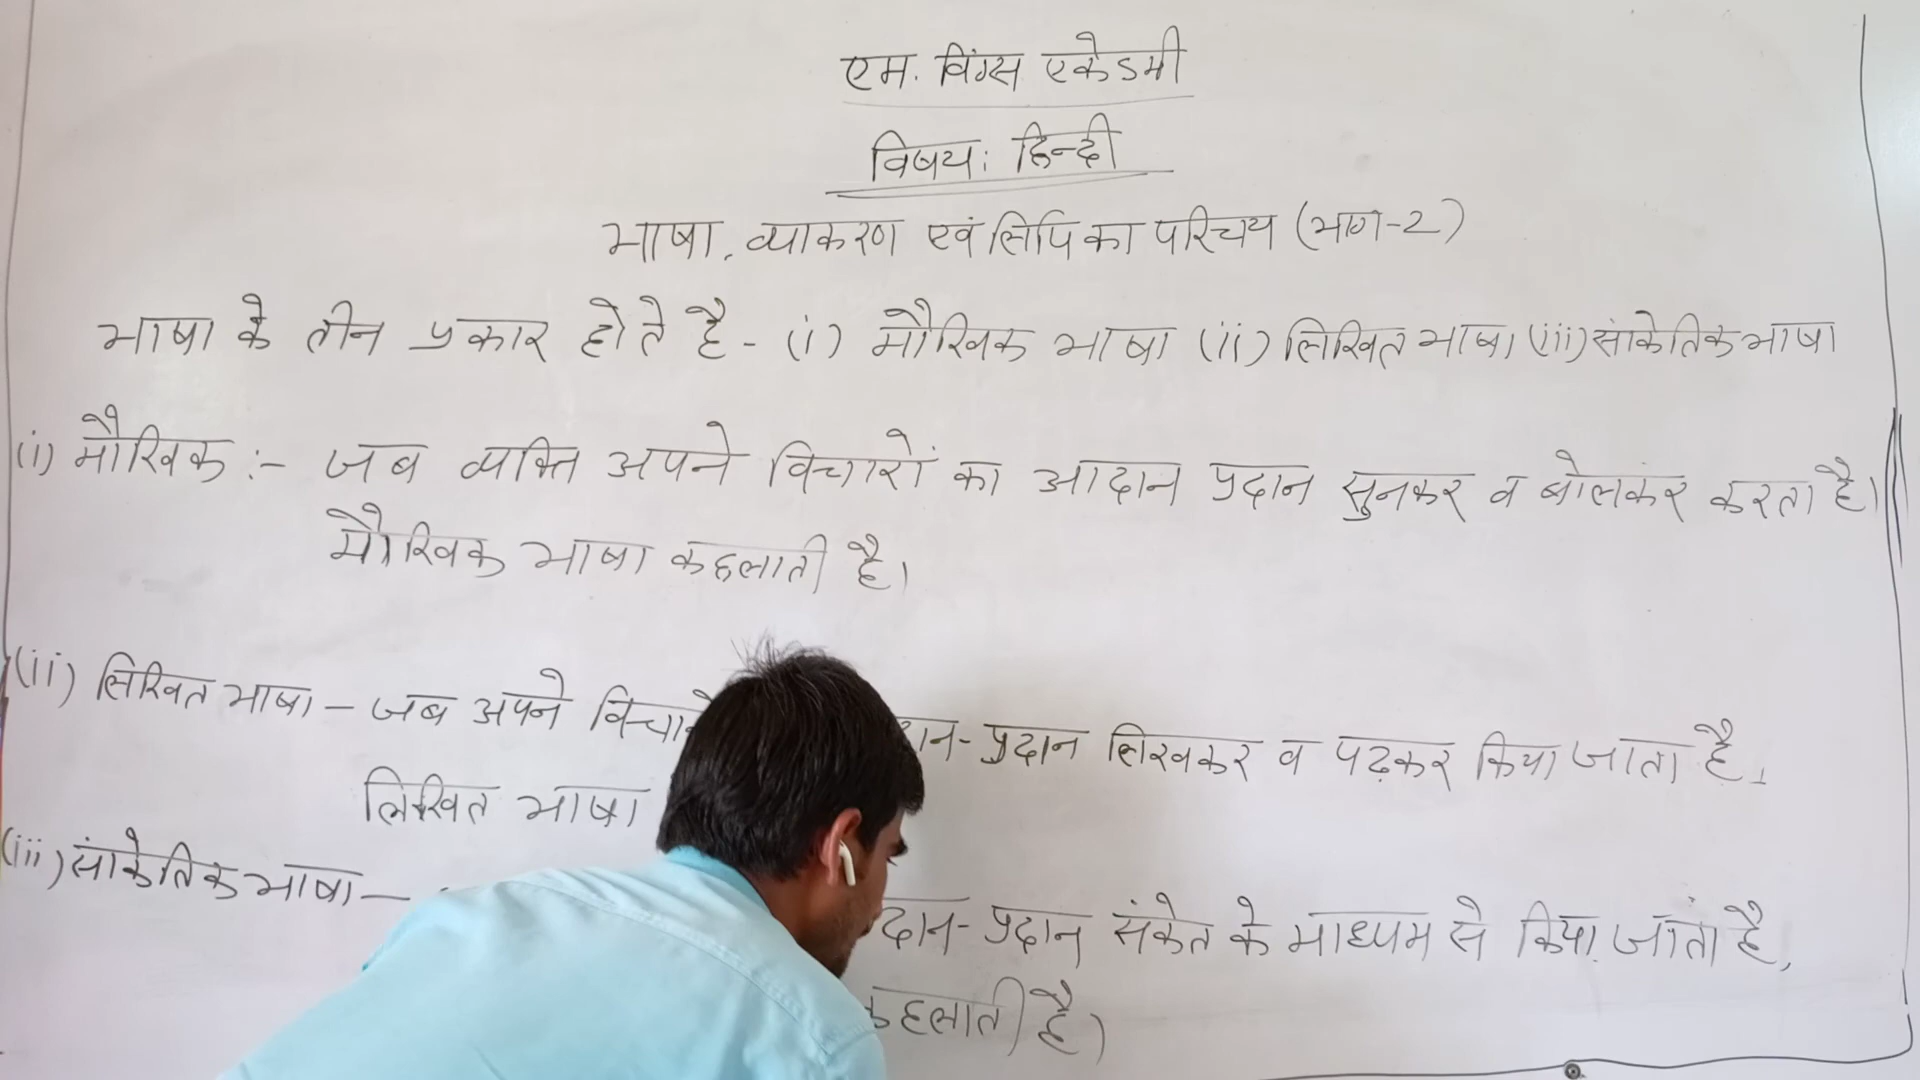 एम. विंग्स एकेडमी
विषय: हिन्दी
भाषा, व्याकरण एवं लिपि का परिचय (भाग-2)
भाषा के तीन प्रकार होते है - (i) मौखिक भाषा (ii) लिखित भाषा (iii) सांकेतिक भाषा
(i) मौखिक :- जब व्यक्ति अपने विचारों का आदान प्रदान सुनकर व बोलकर करता है।
मौखिक भाषा कहलाती है।
(ii) लिखित भाषा - जब अपने प्रदान लिखकर व पढ़कर किया जाता है।
लिखित भाषा
(iii) सांकेतिक भाषा - प्रदान संकेत के माध्यम से किया जाता है,
कहलाती है।